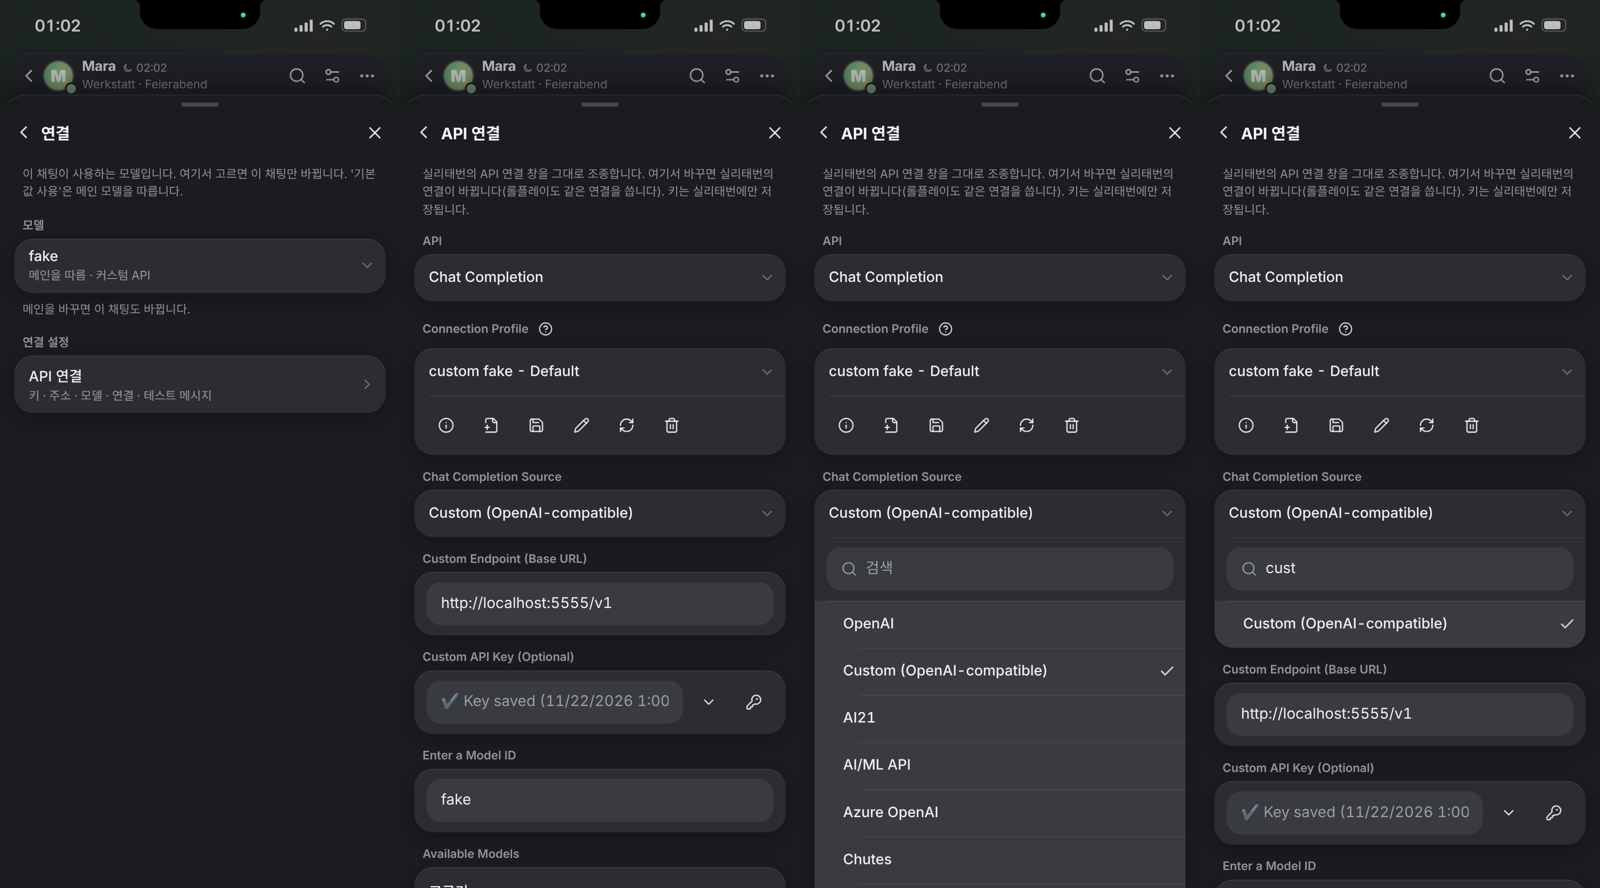 01:02
M
Mara 02:02
Werkstatt · Feierabend
연결
이 채팅이 사용하는 모델입니다. 여기서 고르면 이 채팅만 바뀝니다. '기본
값 사용'은 메인 모델을 따릅니다.
모델
fake
메인을 따름 · 커스텀 API
메인을 바꾸면 이 채팅도 바뀝니다.
연결 설정
API 연결
키 · 주소 · 모델 · 연결 · 테스트 메시지
01:02
M
Mara 02:02
Werkstatt · Feierabend
API 연결
실리태번의 API 연결 창을 그대로 조종합니다. 여기서 바꾸면 실리태번의
연결이 바뀝니다(롤플레이도 같은 연결을 씁니다). 키는 실리태번에만 저
장됩니다.
API
Chat Completion
Connection Profile
custom fake - Default
Chat Completion Source
Custom (OpenAI-compatible)
Custom Endpoint (Base URL)
http://localhost:5555/v1
Custom API Key (Optional)
✔️ Key saved (11/22/2026 1:00
Enter a Model ID
fake
Available Models
01:02
M
Mara 02:02
Werkstatt · Feierabend
API 연결
실리태번의 API 연결 창을 그대로 조종합니다. 여기서 바꾸면 실리태번의
연결이 바뀝니다(롤플레이도 같은 연결을 씁니다). 키는 실리태번에만 저
장됩니다.
API
Chat Completion
Connection Profile
custom fake - Default
Chat Completion Source
Custom (OpenAI-compatible)
검색
OpenAI
Custom (OpenAI-compatible)
AI21
AI/ML API
Azure OpenAI
Chutes
01:02
M
Mara 02:02
Werkstatt · Feierabend
API 연결
실리태번의 API 연결 창을 그대로 조종합니다. 여기서 바꾸면 실리태번의
연결이 바뀝니다(롤플레이도 같은 연결을 씁니다). 키는 실리태번에만 저
장됩니다.
API
Chat Completion
Connection Profile
custom fake - Default
Chat Completion Source
Custom (OpenAI-compatible)
cust
Custom (OpenAI-compatible)
Custom Endpoint (Base URL)
http://localhost:5555/v1
Custom API Key (Optional)
✔️ Key saved (11/22/2026 1:00
Enter a Model ID